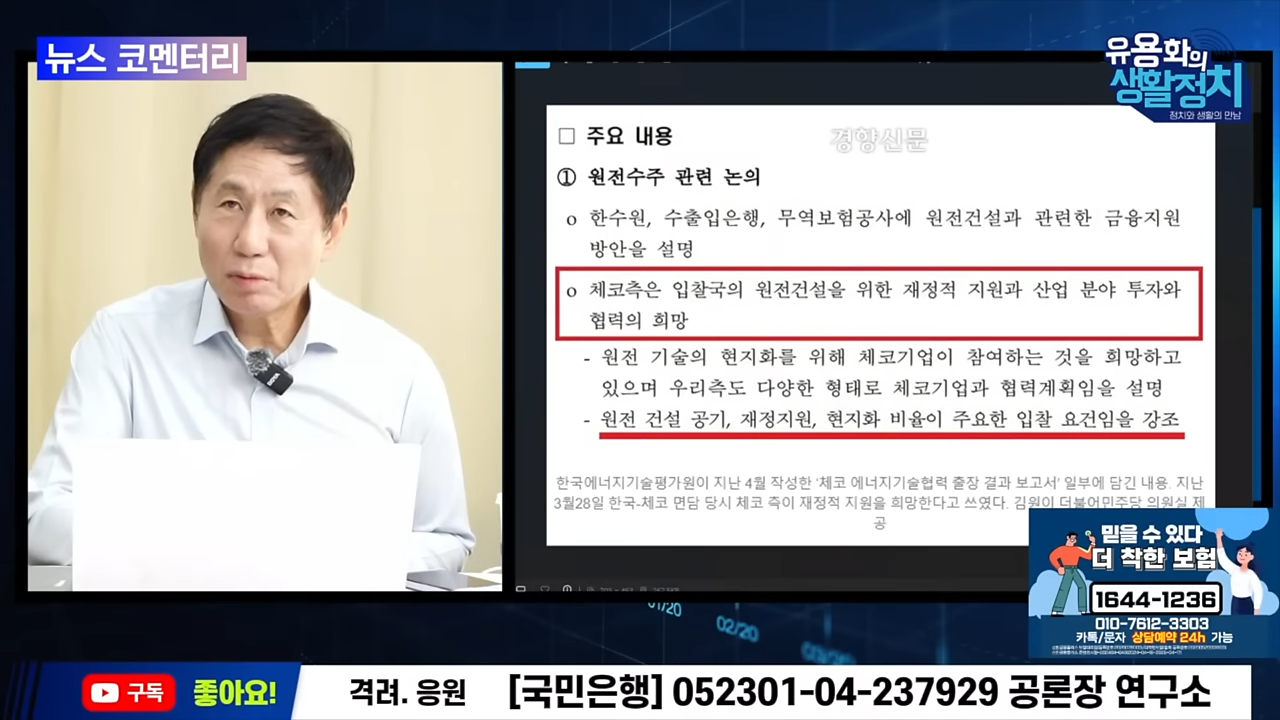 뉴스 코멘터리
유용화의
생활정치
정치와 생활의 만남
□ 주요 내용
경향신문
① 원전수주 관련 논의
o 한수원, 수출입은행, 무역보험공사에 원전건설과 관련한 금융지원
방안을 설명
o 체코측은 입찰국의 원전건설을 위한 재정적 지원과 산업 분야 투자와
협력의 희망
- 원전 기술의 현지화를 위해 체코기업이 참여하는 것을 희망하고
있으며 우리측도 다양한 형태로 체코기업과 협력계획임을 설명
- 원전 건설 공기, 재정지원, 현지화 비율이 주요한 입찰 요건임을 강조
한국에너지기술평가원이 지난 4월 작성한 '체코 에너지기술협력 출장 결과 보고서' 일부에 담긴 내용. 지난
3월28일 한국-체코 면담 당시 체코 측이 재정적 지원을 희망한다고 쓰였다. 김원이 더불어민주당 의원실 제
공
믿을 수 있다
더 착한 보험
1644-1236
010-7612-3303
카톡/문자 상담예약 24h 가능
01/20
02/20
구독 좋아요! 격려. 응원 [국민은행] 052301-04-237929 공론장 연구소